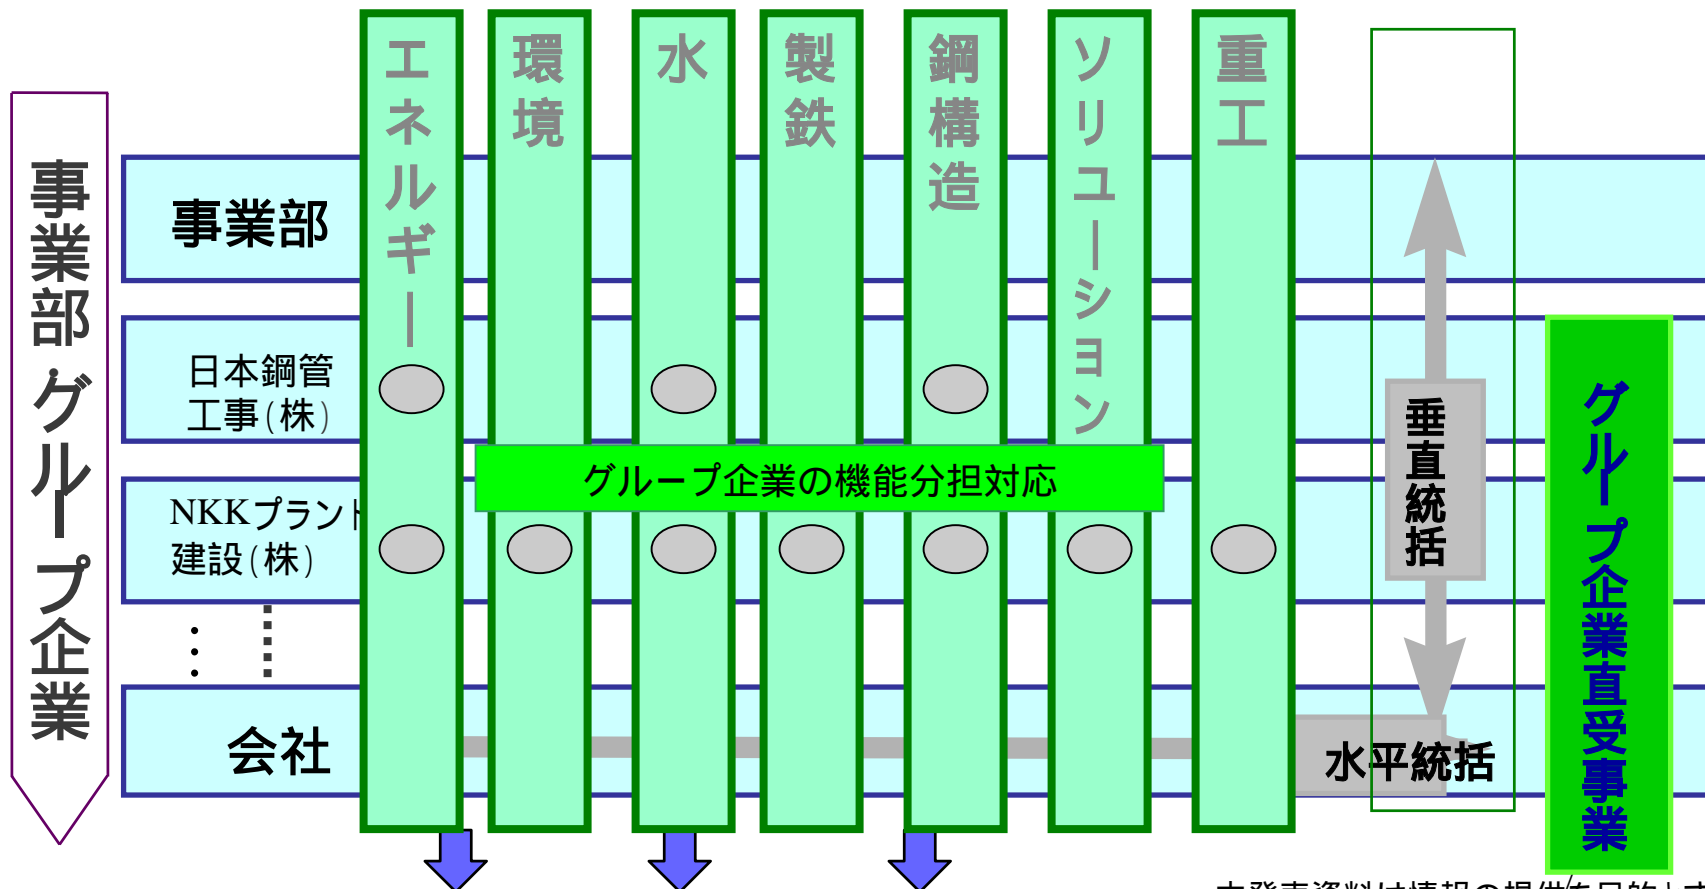 エネルギー
環境
水
製鉄
鋼構造
ソリューション
重工
事業部グループ企業
事業部
日本鋼管
工事(株)
グループ企業の機能分担対応
NKKプラント
建設(株)
会社
垂直統括
水平統括
グループ企業直受事業